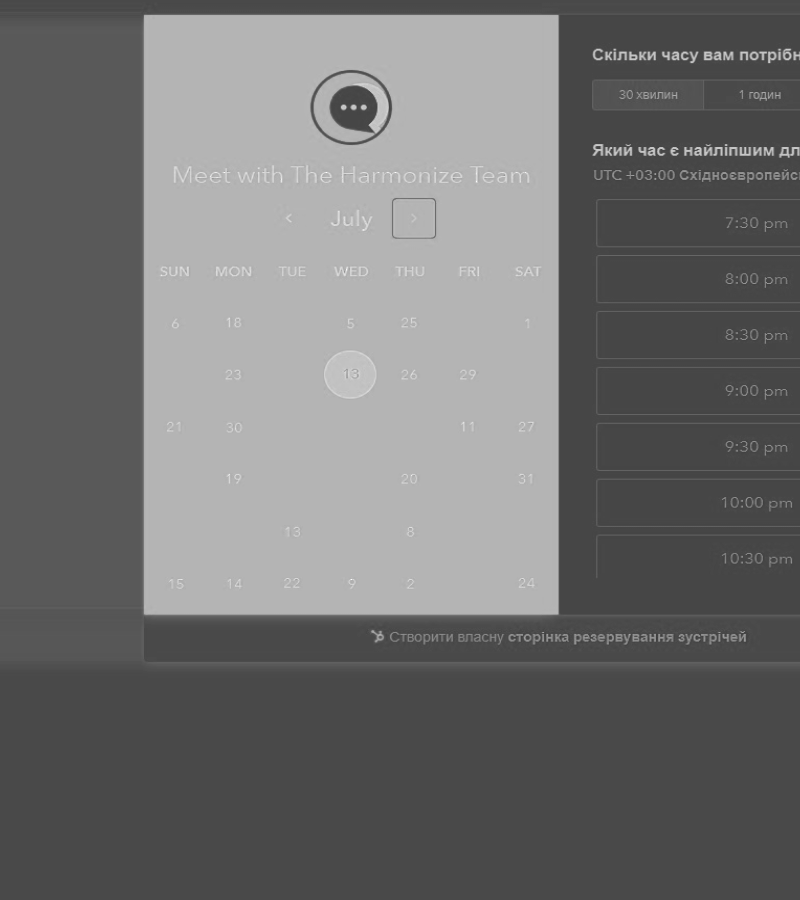 Meet with The Harmonize Team
July
SUN MON TUE WED THU FRI SAT
6 18 5 25 1
23 13 26 29
21 30 11 27
19 20 31
13 8
15 14 22 9 2 24
Скільки часу вам потрібн
30 хвилин 1 годин
Який час є найліпшим дл
UTC +03:00 Східноєвропейс
7:30 pm
8:00 pm
8:30 pm
9:00 pm
9:30 pm
10:00 pm
10:30 pm
Створити власну сторінка резервування зустрічей